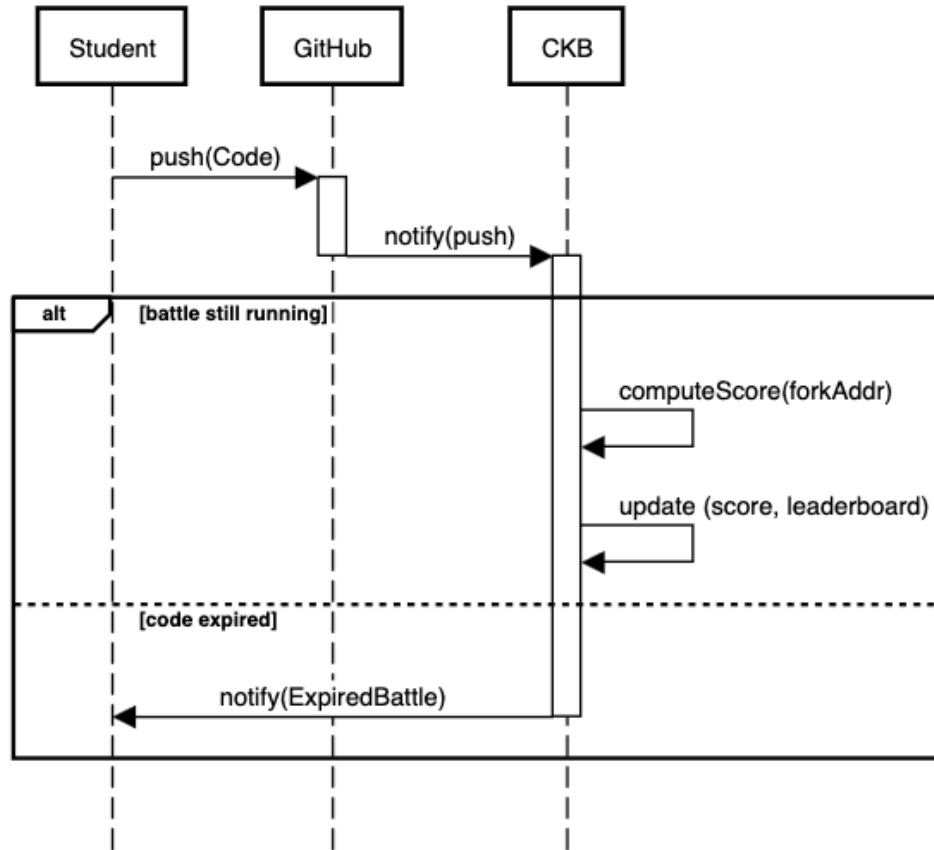 Student
GitHub
CKB
push(Code)
notify(push)
alt
[battle still running]
computeScore(forkAddr)
update (score, leaderboard)
[code expired]
notify(ExpiredBattle)